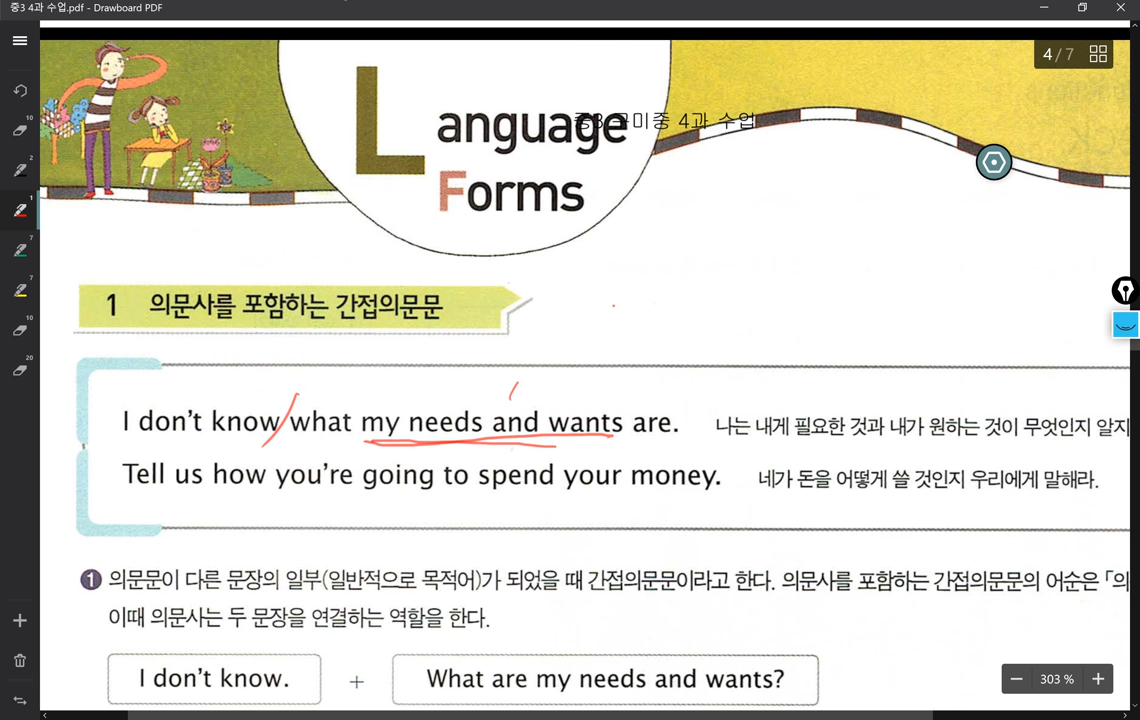 중3 4과 수업.pdf - Drawboard PDF
4 / 7
Language
중3 구미중 4과 수업
Forms
10
2
1
7
7
10
20
1 의문사를 포함하는 간접의문문
I don't know what my needs and wants are. 나는 내게 필요한 것과 내가 원하는 것이 무엇인지 알지
Tell us how you're going to spend your money. 네가 돈을 어떻게 쓸 것인지 우리에게 말해라.
1 의문문이 다른 문장의 일부(일반적으로 목적어)가 되었을 때 간접의문문이라고 한다. 의문사를 포함하는 간접의문문의 어순은 「의
이때 의문사는 두 문장을 연결하는 역할을 한다.
I don't know. + What are my needs and wants?
303 %